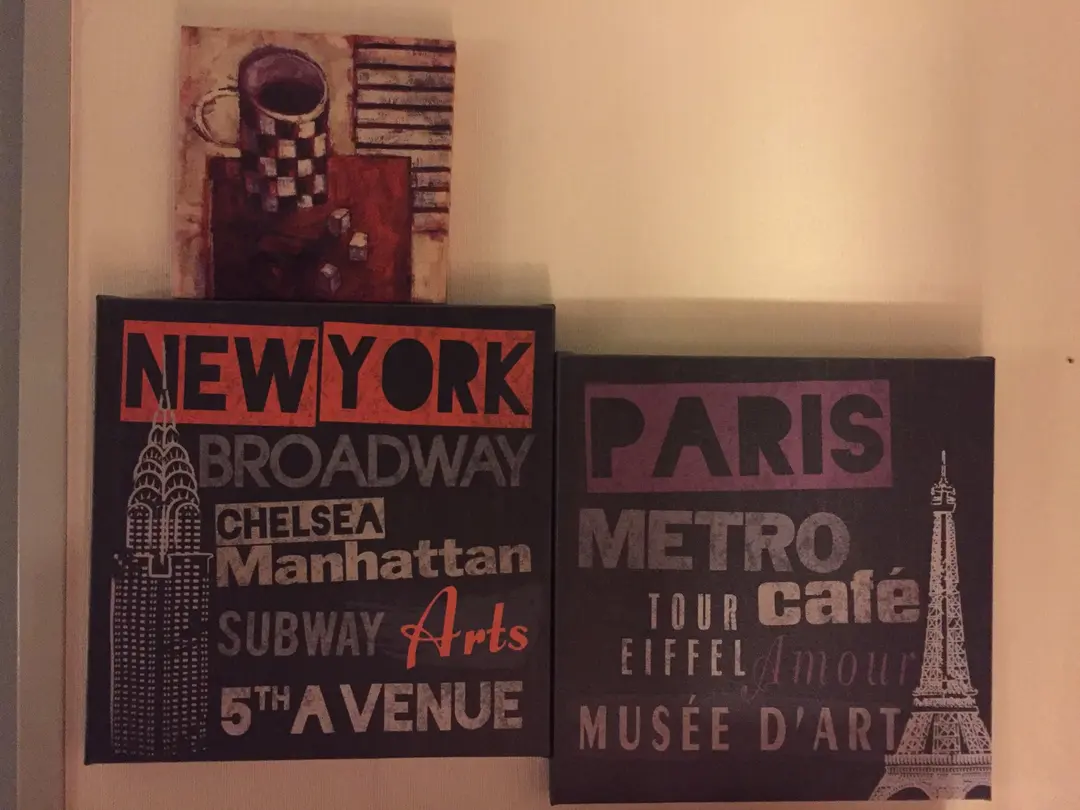 NEW YORK
BROADWAY
CHELSEA
Manhattan
SUBWAY Arts
5TH AVENUE
PARIS
METRO
café
TOUR
EIFFEL
Amour
MUSÉE D'ART